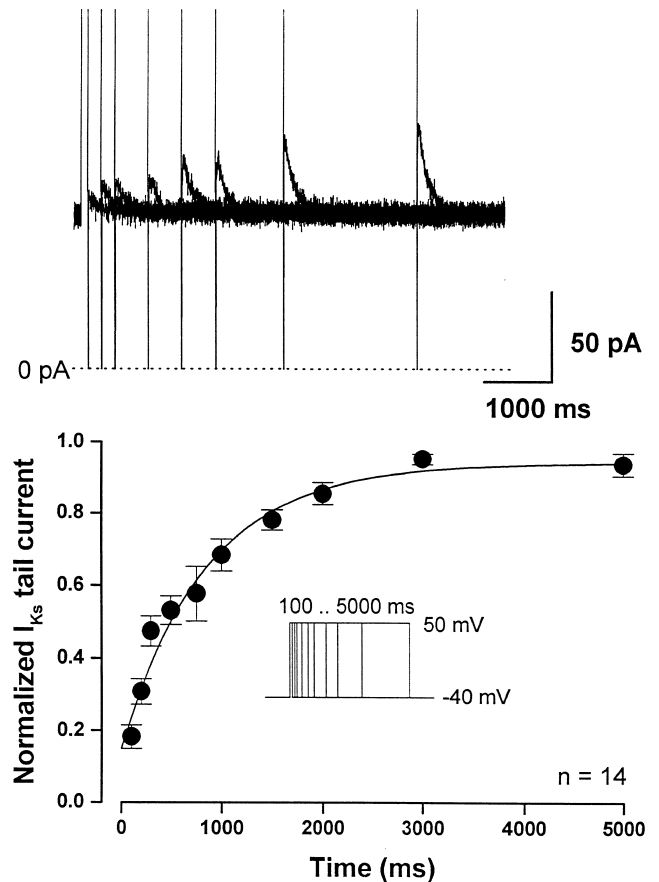 0 pA
50 pA
1000 ms
1.0
0.8
0.6
0.4
0.2
0.0
Normalized IKs tail current
100 .. 5000 ms
50 mV
-40 mV
n = 14
0 1000 2000 3000 4000 5000
Time (ms)